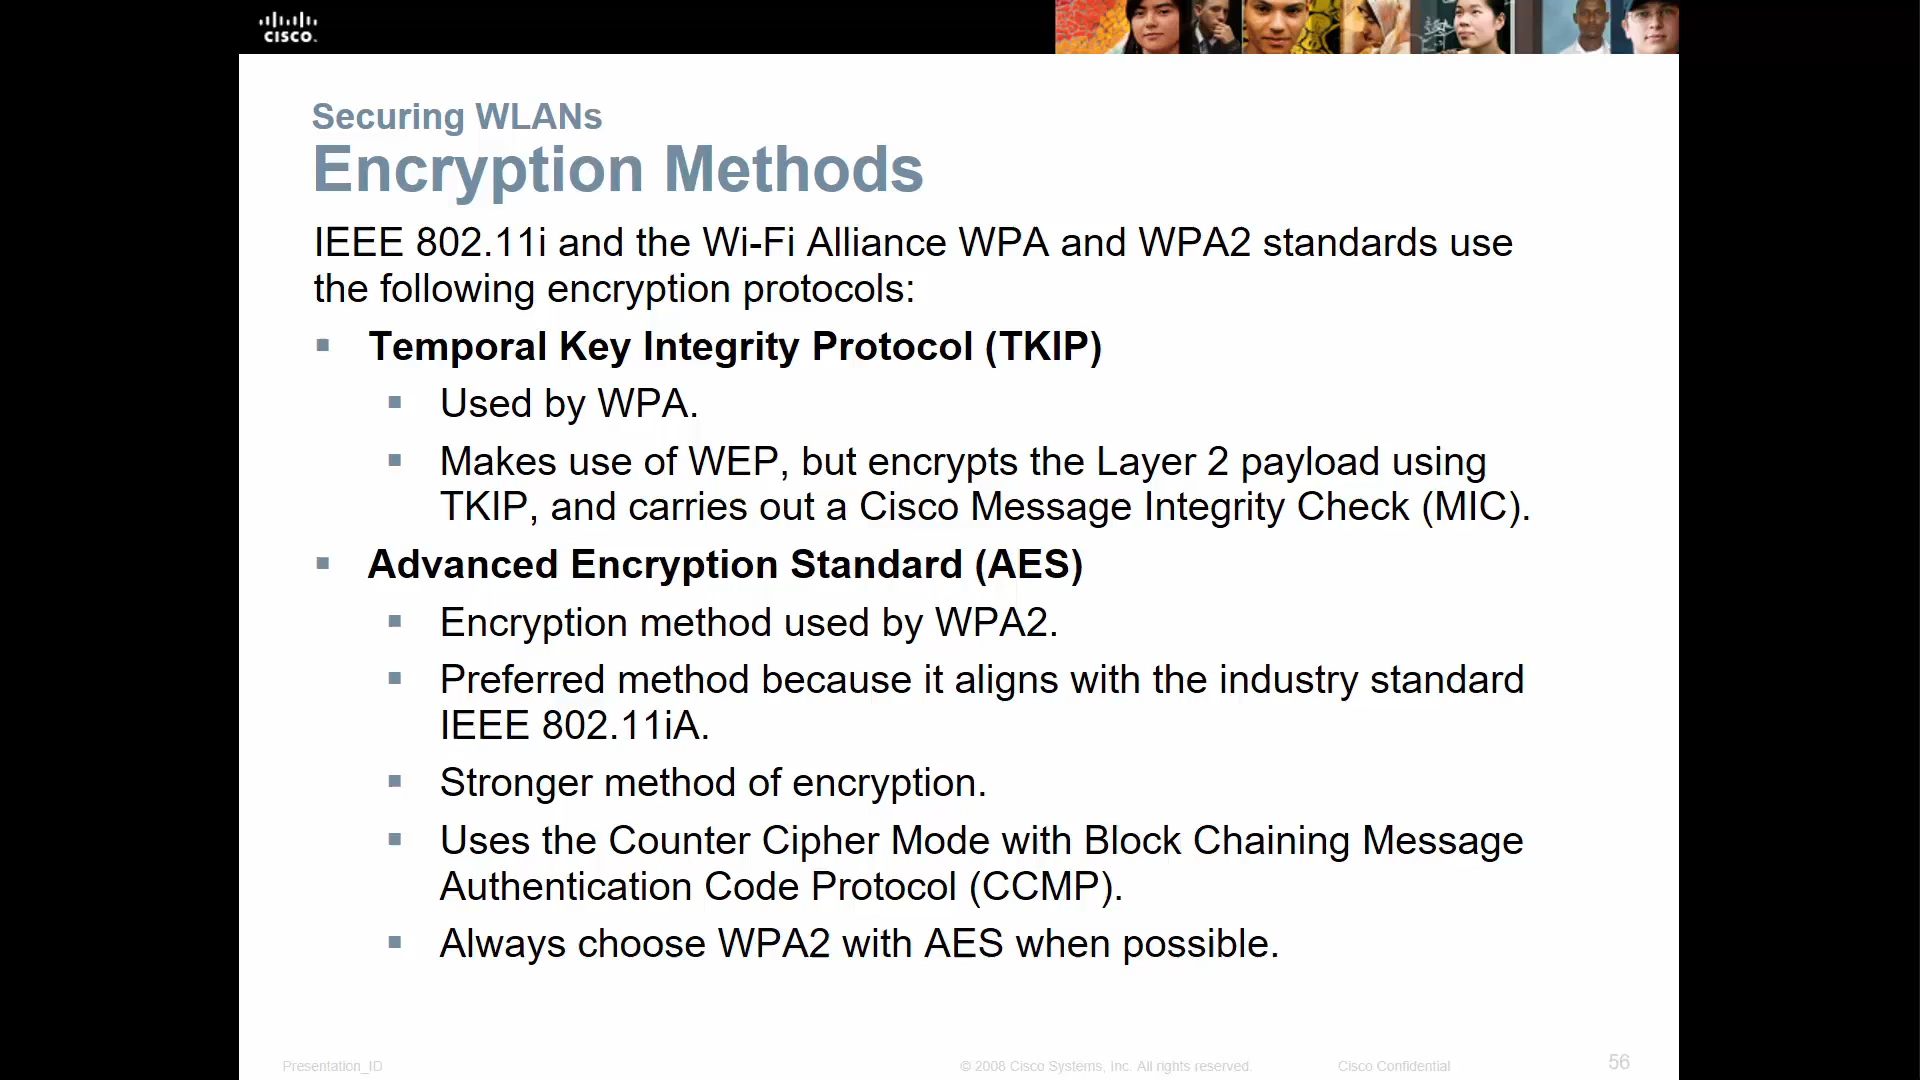 CISCO.
Securing WLANs
Encryption Methods
IEEE 802.11i and the Wi-Fi Alliance WPA and WPA2 standards use
the following encryption protocols:
▪ Temporal Key Integrity Protocol (TKIP)
▪ Used by WPA.
▪ Makes use of WEP, but encrypts the Layer 2 payload using
TKIP, and carries out a Cisco Message Integrity Check (MIC).
▪ Advanced Encryption Standard (AES)
▪ Encryption method used by WPA2.
▪ Preferred method because it aligns with the industry standard
IEEE 802.11iA.
▪ Stronger method of encryption.
▪ Uses the Counter Cipher Mode with Block Chaining Message
Authentication Code Protocol (CCMP).
▪ Always choose WPA2 with AES when possible.
Presentation_ID © 2008 Cisco Systems, Inc. All rights reserved. Cisco Confidential 56